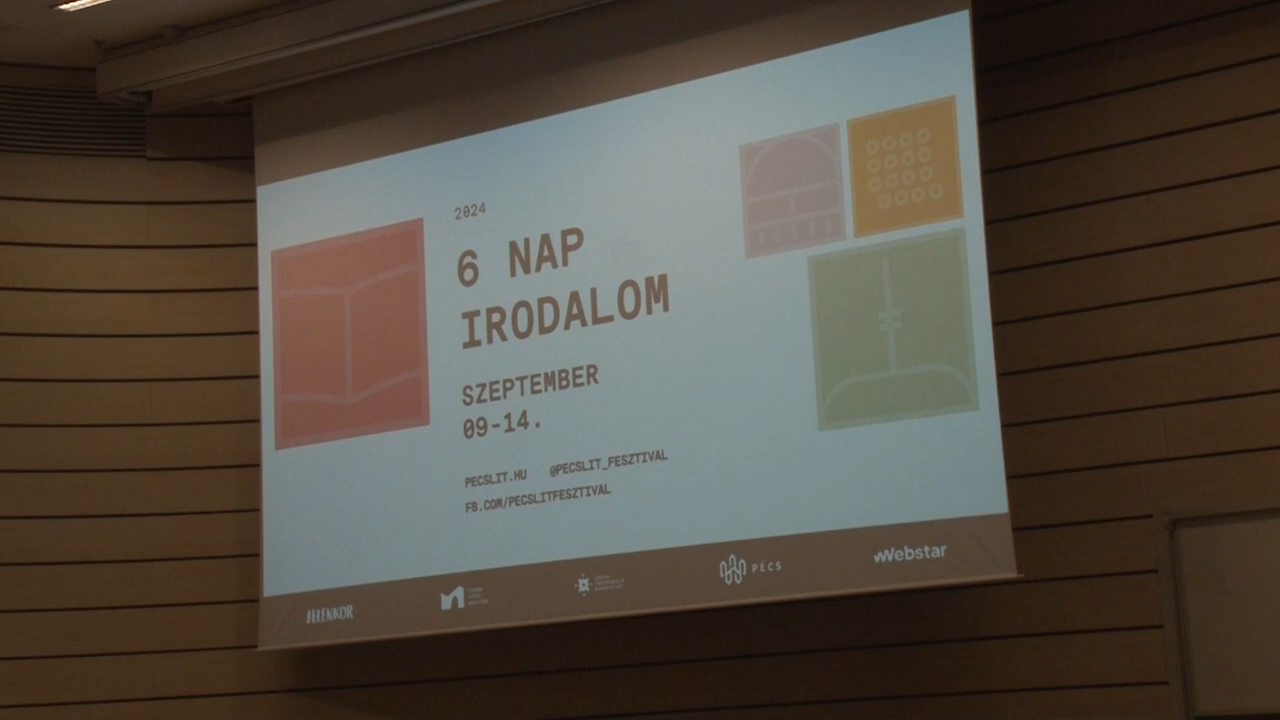 2024
6 NAP
IRODALOM
SZEPTEMBER
09-14.
PECSLIT.HU @PECSLIT_FESZTIVAL
FB.COM/PECSLITFESZTIVAL
JELENKOR
PÉCS
Webstar